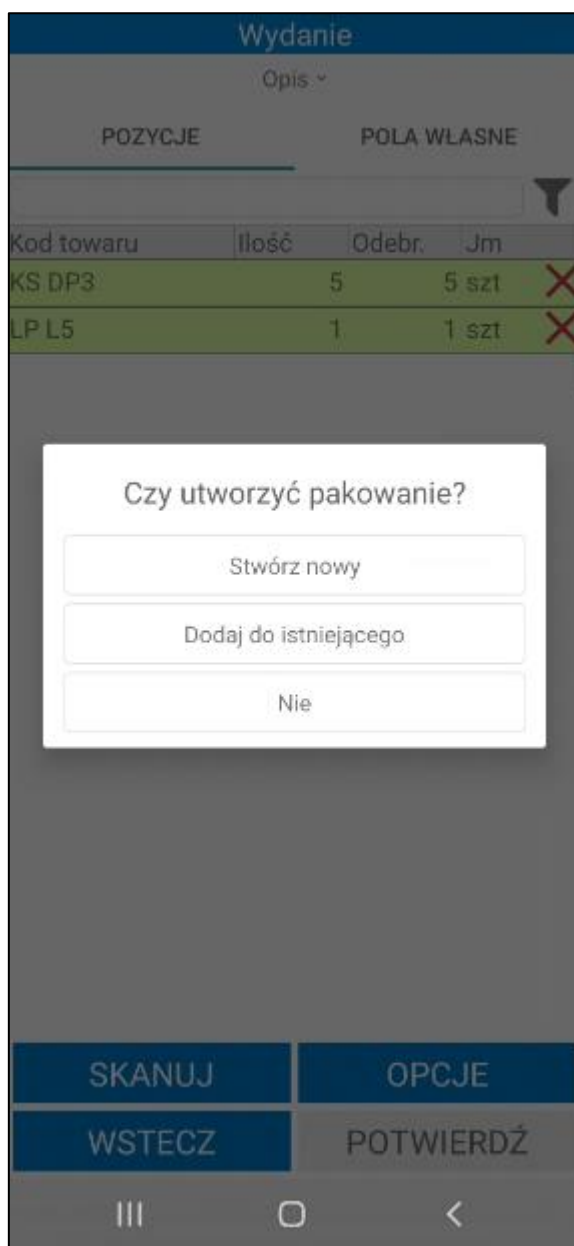 Wydanie
Opis
POZYCJE POLA WŁASNE
Kod towaru Ilość Odebr. Jm
KS DP3 5 5 szt
LP L5 1 1 szt
Czy utworzyć pakowanie?
Stwórz nowy
Dodaj do istniejącego
Nie
SKANUJ OPCJE
WSTECZ POTWIERDŹ